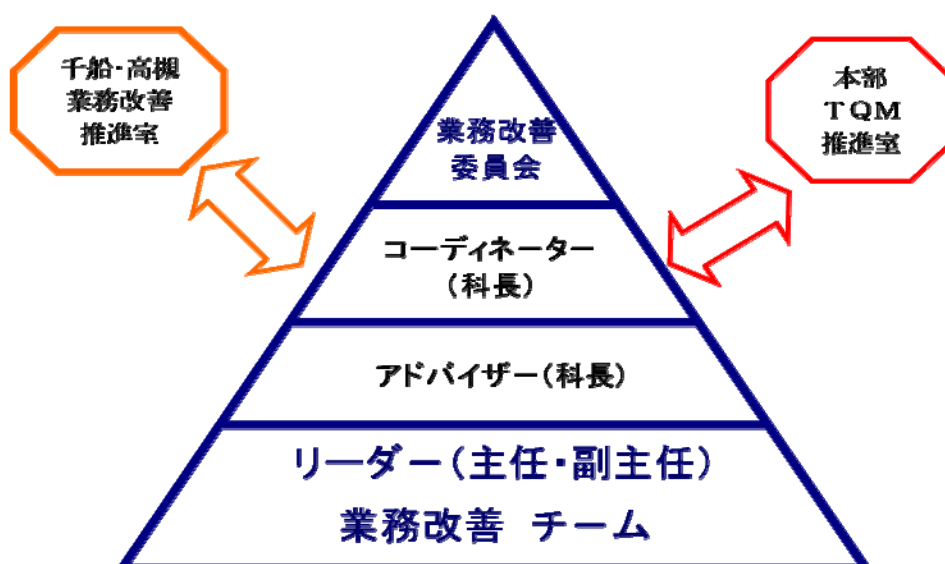 千船・高槻
業務改善
推進室
本部
TQM
推進室
業務改善
委員会
コーディネーター
（科長）
アドバイザー（科長）
リーダー（主任・副主任）
業務改善 チーム